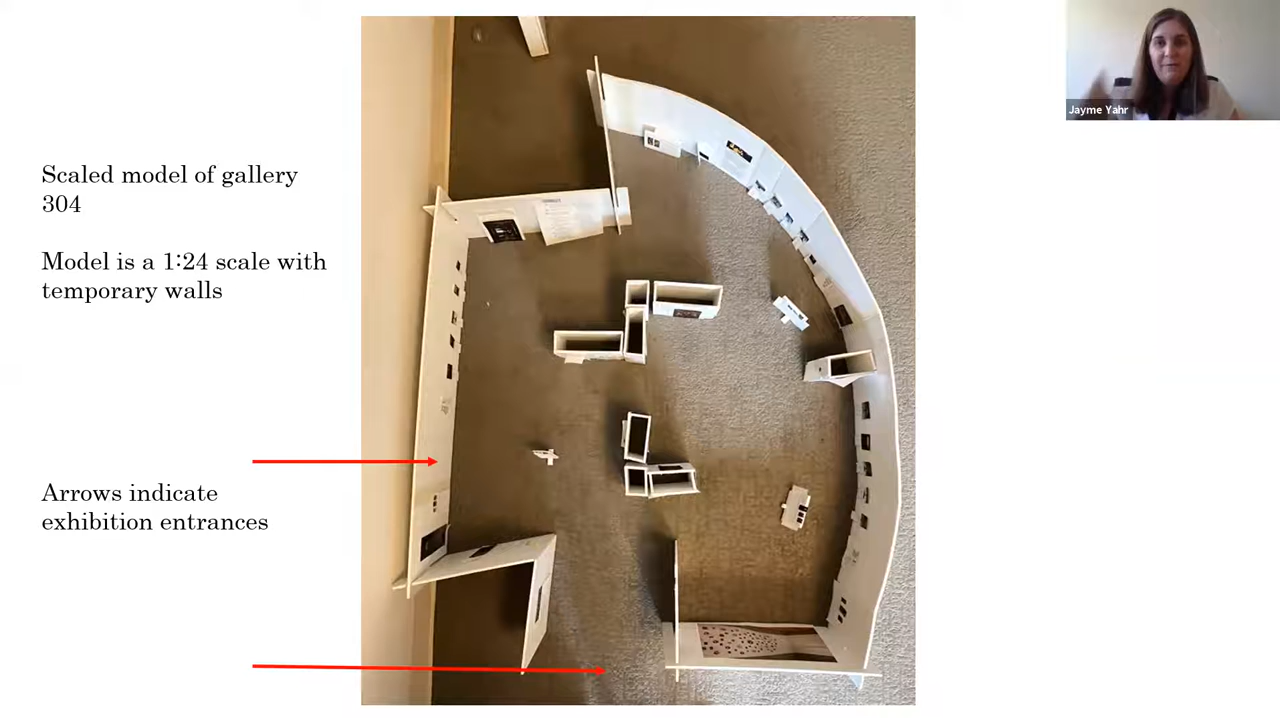 Jayme Yahr
Scaled model of gallery
304
Model is a 1:24 scale with
temporary walls
Arrows indicate
exhibition entrances